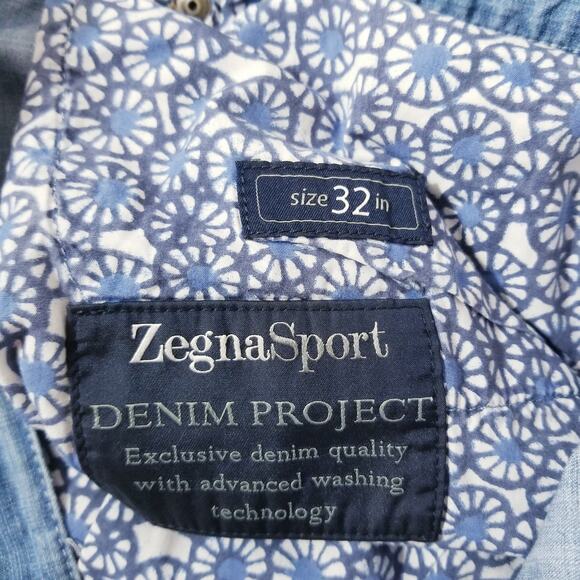 size 32 in
ZegnaSport
DENIM PROJECT
Exclusive denim quality
with advanced washing
technology